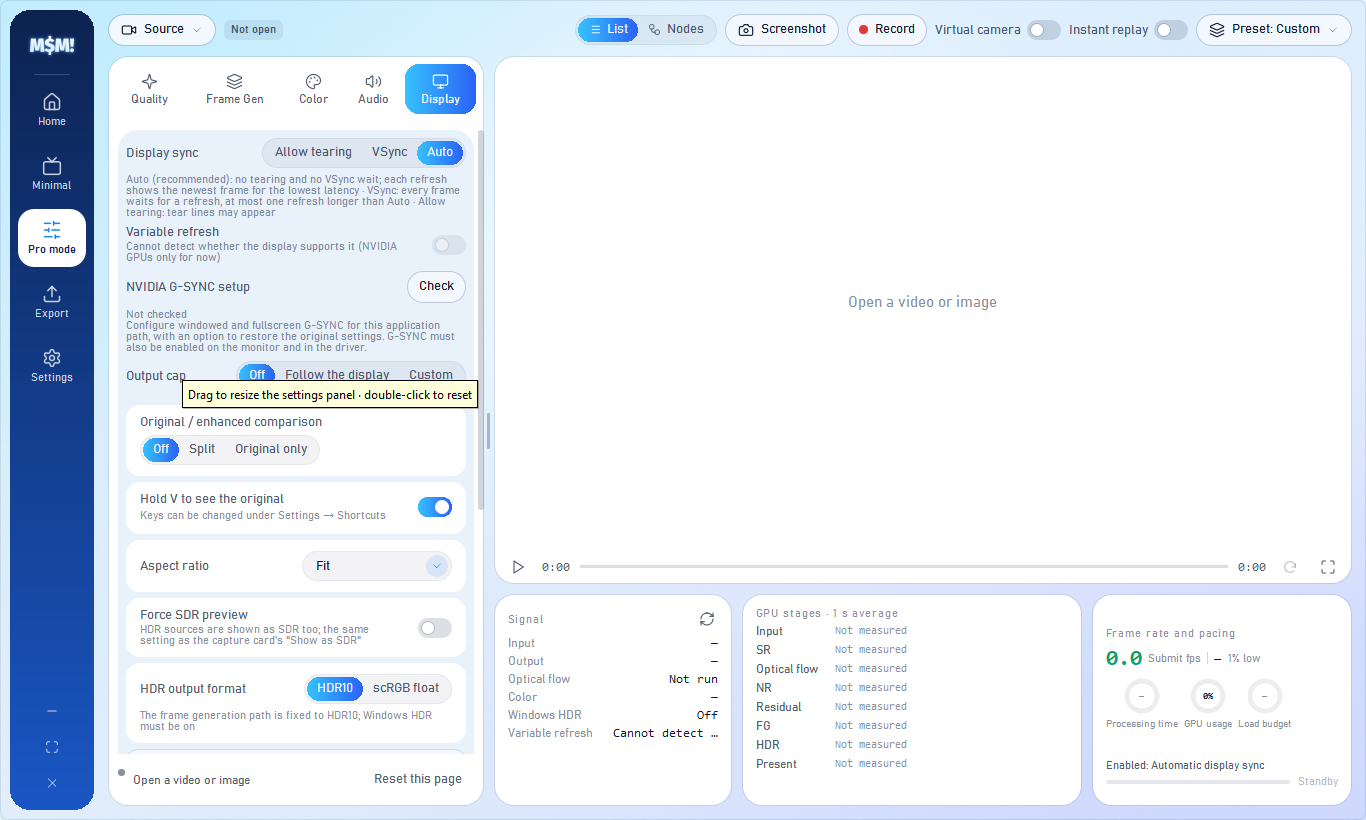 M$M!
Home
Minimal
Pro mode
Export
Settings
Source
Not open
List
Nodes
Screenshot
Record
Virtual camera
Instant replay
Preset: Custom
Quality
Frame Gen
Color
Audio
Display
Display sync
Allow tearing
VSync
Auto
Auto (recommended): no tearing and no VSync wait; each refresh
shows the newest frame for the lowest latency · VSync: every frame
waits for a refresh, at most one refresh longer than Auto · Allow
tearing: tear lines may appear
Variable refresh
Cannot detect whether the display supports it (NVIDIA
GPUs only for now)
NVIDIA G-SYNC setup
Check
Not checked
Configure windowed and fullscreen G-SYNC for this application
path, with an option to restore the original settings. G-SYNC must
also be enabled on the monitor and in the driver.
Output cap
Off
Follow the display
Custom
Drag to resize the settings panel · double-click to reset
Original / enhanced comparison
Off
Split
Original only
Hold V to see the original
Keys can be changed under Settings → Shortcuts
Aspect ratio
Fit
Force SDR preview
HDR sources are shown as SDR too; the same
setting as the capture card's "Show as SDR"
HDR output format
HDR10
scRGB float
The frame generation path is fixed to HDR10; Windows HDR
must be on
Open a video or image
Reset this page
Open a video or image
0:00
0:00
Signal
Input –
Output –
Optical flow Not run
Color –
Windows HDR Off
Variable refresh Cannot detect …
GPU stages · 1 s average
Input Not measured
SR Not measured
Optical flow Not measured
NR Not measured
Residual Not measured
FG Not measured
HDR Not measured
Present Not measured
Frame rate and pacing
0.0 Submit fps – 1% low
– 0% –
Processing time GPU usage Load budget
Enabled: Automatic display sync
Standby